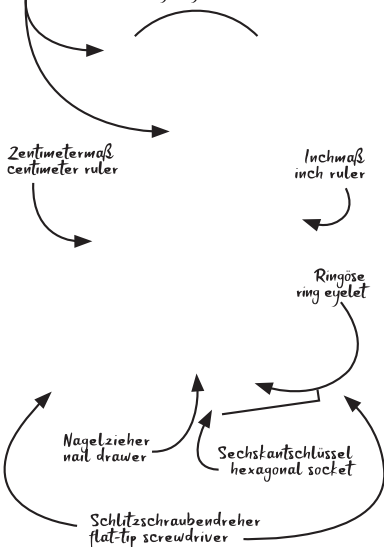 Zentimetermaß
centimeter ruler
Inchmaß
inch ruler
Ringöse
ring eyelet
Nagelzieher
nail drawer
Sechskantschlüssel
hexagonal socket
Schlitzschraubendreher
flat-tip screwdriver